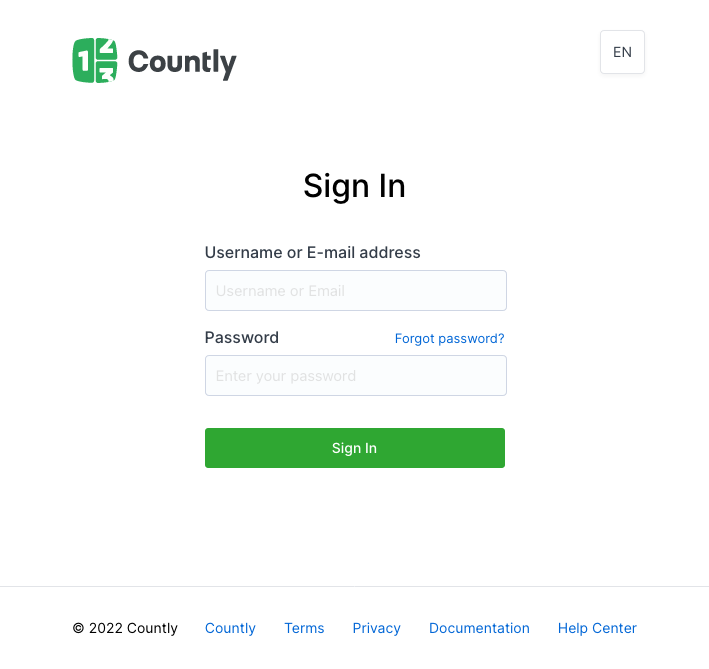 123 Countly
EN
Sign In
Username or E-mail address
Username or Email
Password Forgot password?
Enter your password
Sign In
© 2022 Countly Countly Terms Privacy Documentation Help Center